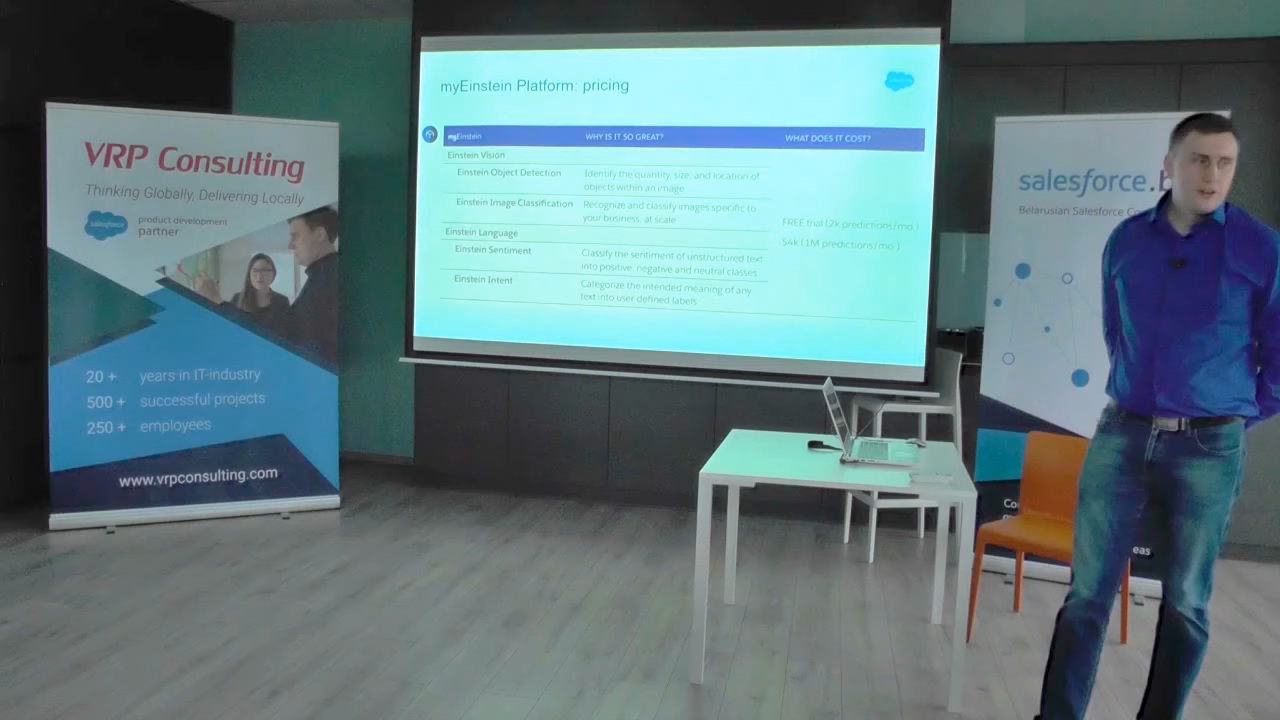 VRP Consulting
Thinking Globally, Delivering Locally
salesforce
product development
partner
20 + years in IT-industry
500 + successful projects
250 + employees
www.vrpconsulting.com
myEinstein Platform: pricing
myEinstein WHY IS IT SO GREAT? WHAT DOES IT COST?
Einstein Vision
Einstein Object Detection Identify the quantity, size, and location of
objects within an image
Einstein Image Classification Recognize and classify images specific to
your business, at scale
Einstein Language
Einstein Sentiment Classify the sentiment of unstructured text
into positive, negative and neutral classes
Einstein Intent Categorize the intended meaning of any
text into user defined labels
FREE trial (2k predictions/mo.)
$4k (1M predictions/mo.)
salesforce.b
Belarusian Salesforce Co
Co
eas